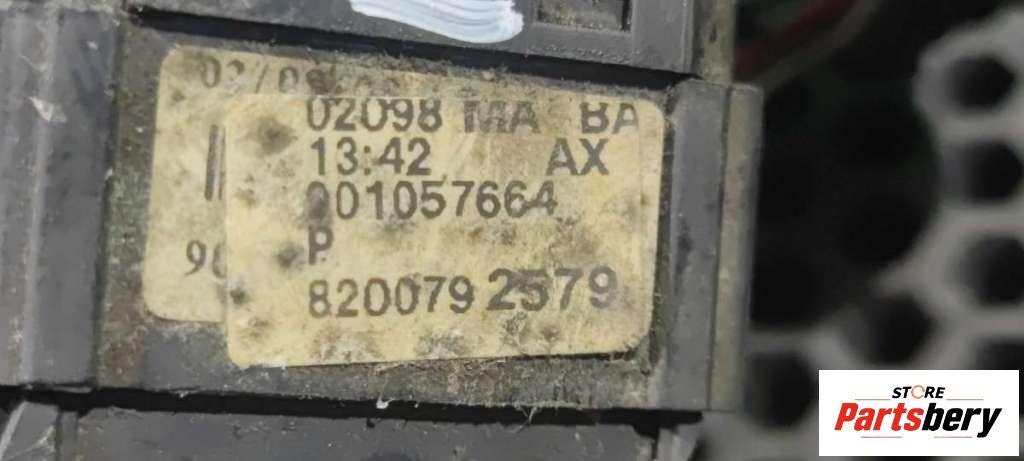 02098 MA BA
13:42 AX
001057664
P
8200792579
STORE
Partsbery